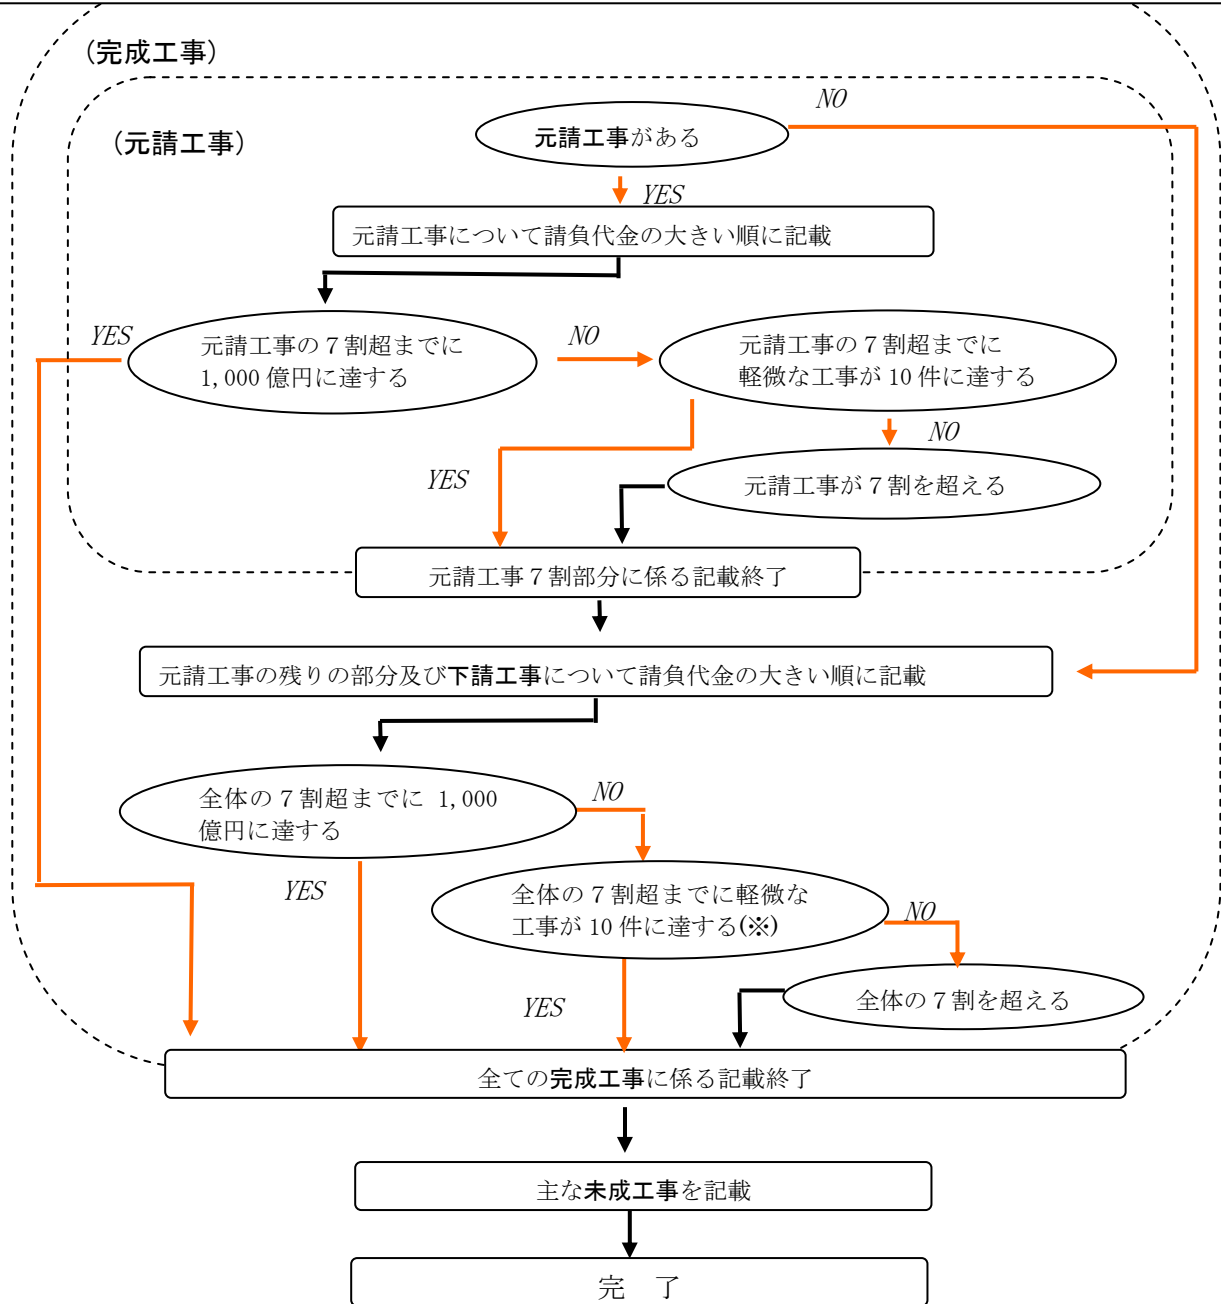 (完成工事)
NO
(元請工事)
元請工事がある
YES
元請工事について請負代金の大きい順に記載
YES
元請工事の７割超までに
1,000 億円に達する
NO
元請工事の７割超までに
軽微な工事が 10 件に達する
NO
YES
元請工事が７割を超える
元請工事７割部分に係る記載終了
元請工事の残りの部分及び下請工事について請負代金の大きい順に記載
全体の７割超までに 1,000
億円に達する
NO
YES
全体の７割超までに軽微な
工事が 10 件に達する(※)
NO
YES
全体の７割を超える
全ての完成工事に係る記載終了
主な未成工事を記載
完　了